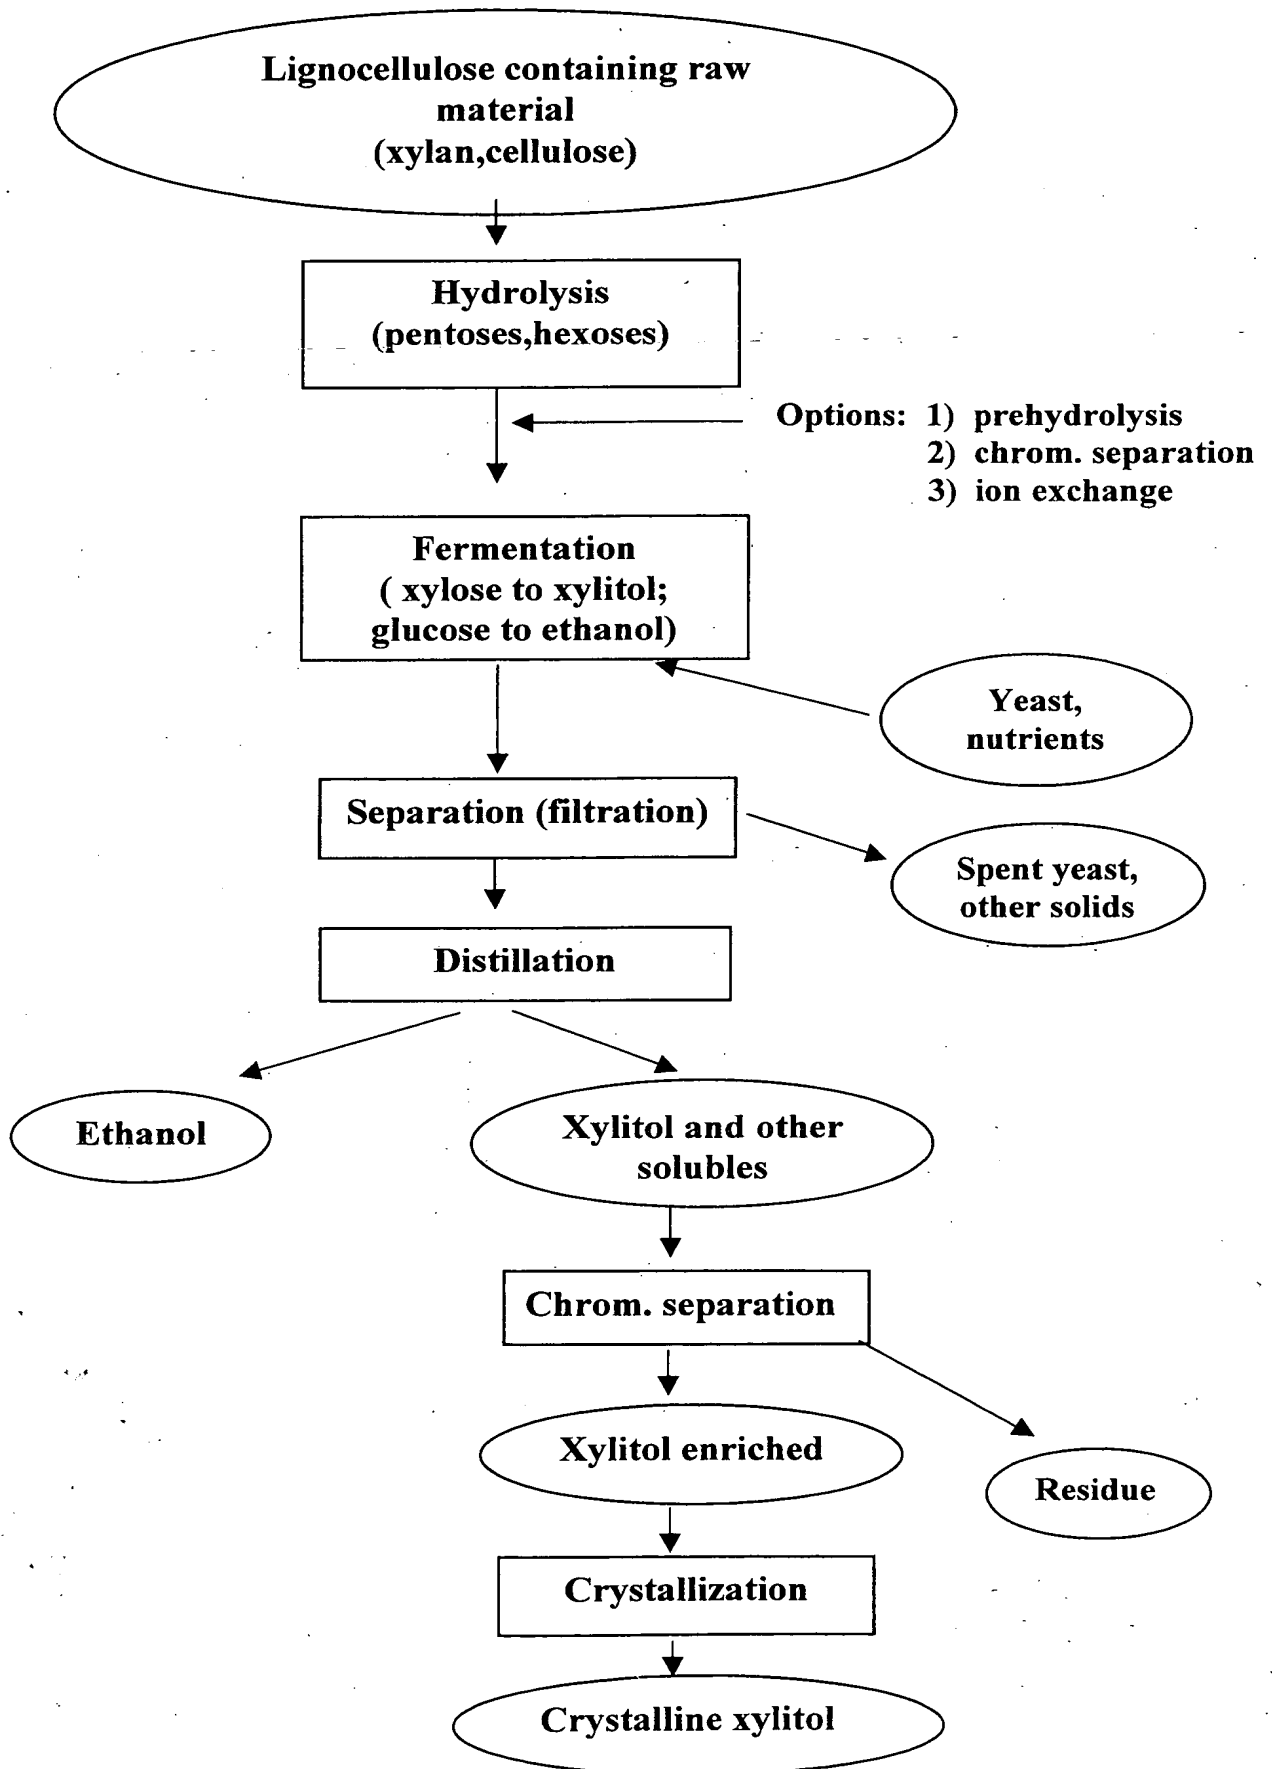 Lignocellulose containing raw
material
(xylan,cellulose)
Hydrolysis
(pentoses,hexoses)
Options: 1) prehydrolysis
2) chrom. separation
3) ion exchange
Fermentation
( xylose to xylitol;
glucose to ethanol)
Yeast,
nutrients
Separation (filtration)
Spent yeast,
other solids
Distillation
Ethanol
Xylitol and other
solubles
Chrom. separation
Xylitol enriched
Residue
Crystallization
Crystalline xylitol